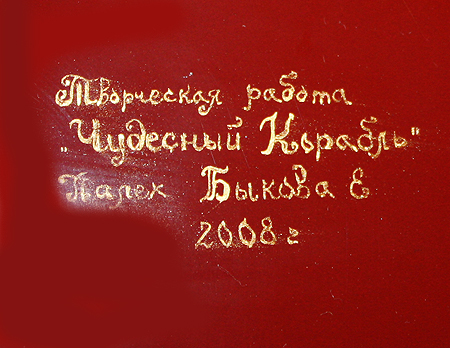 Творческая работа
„Чудесный Корабль"
Палех Быкова Е
2008 г